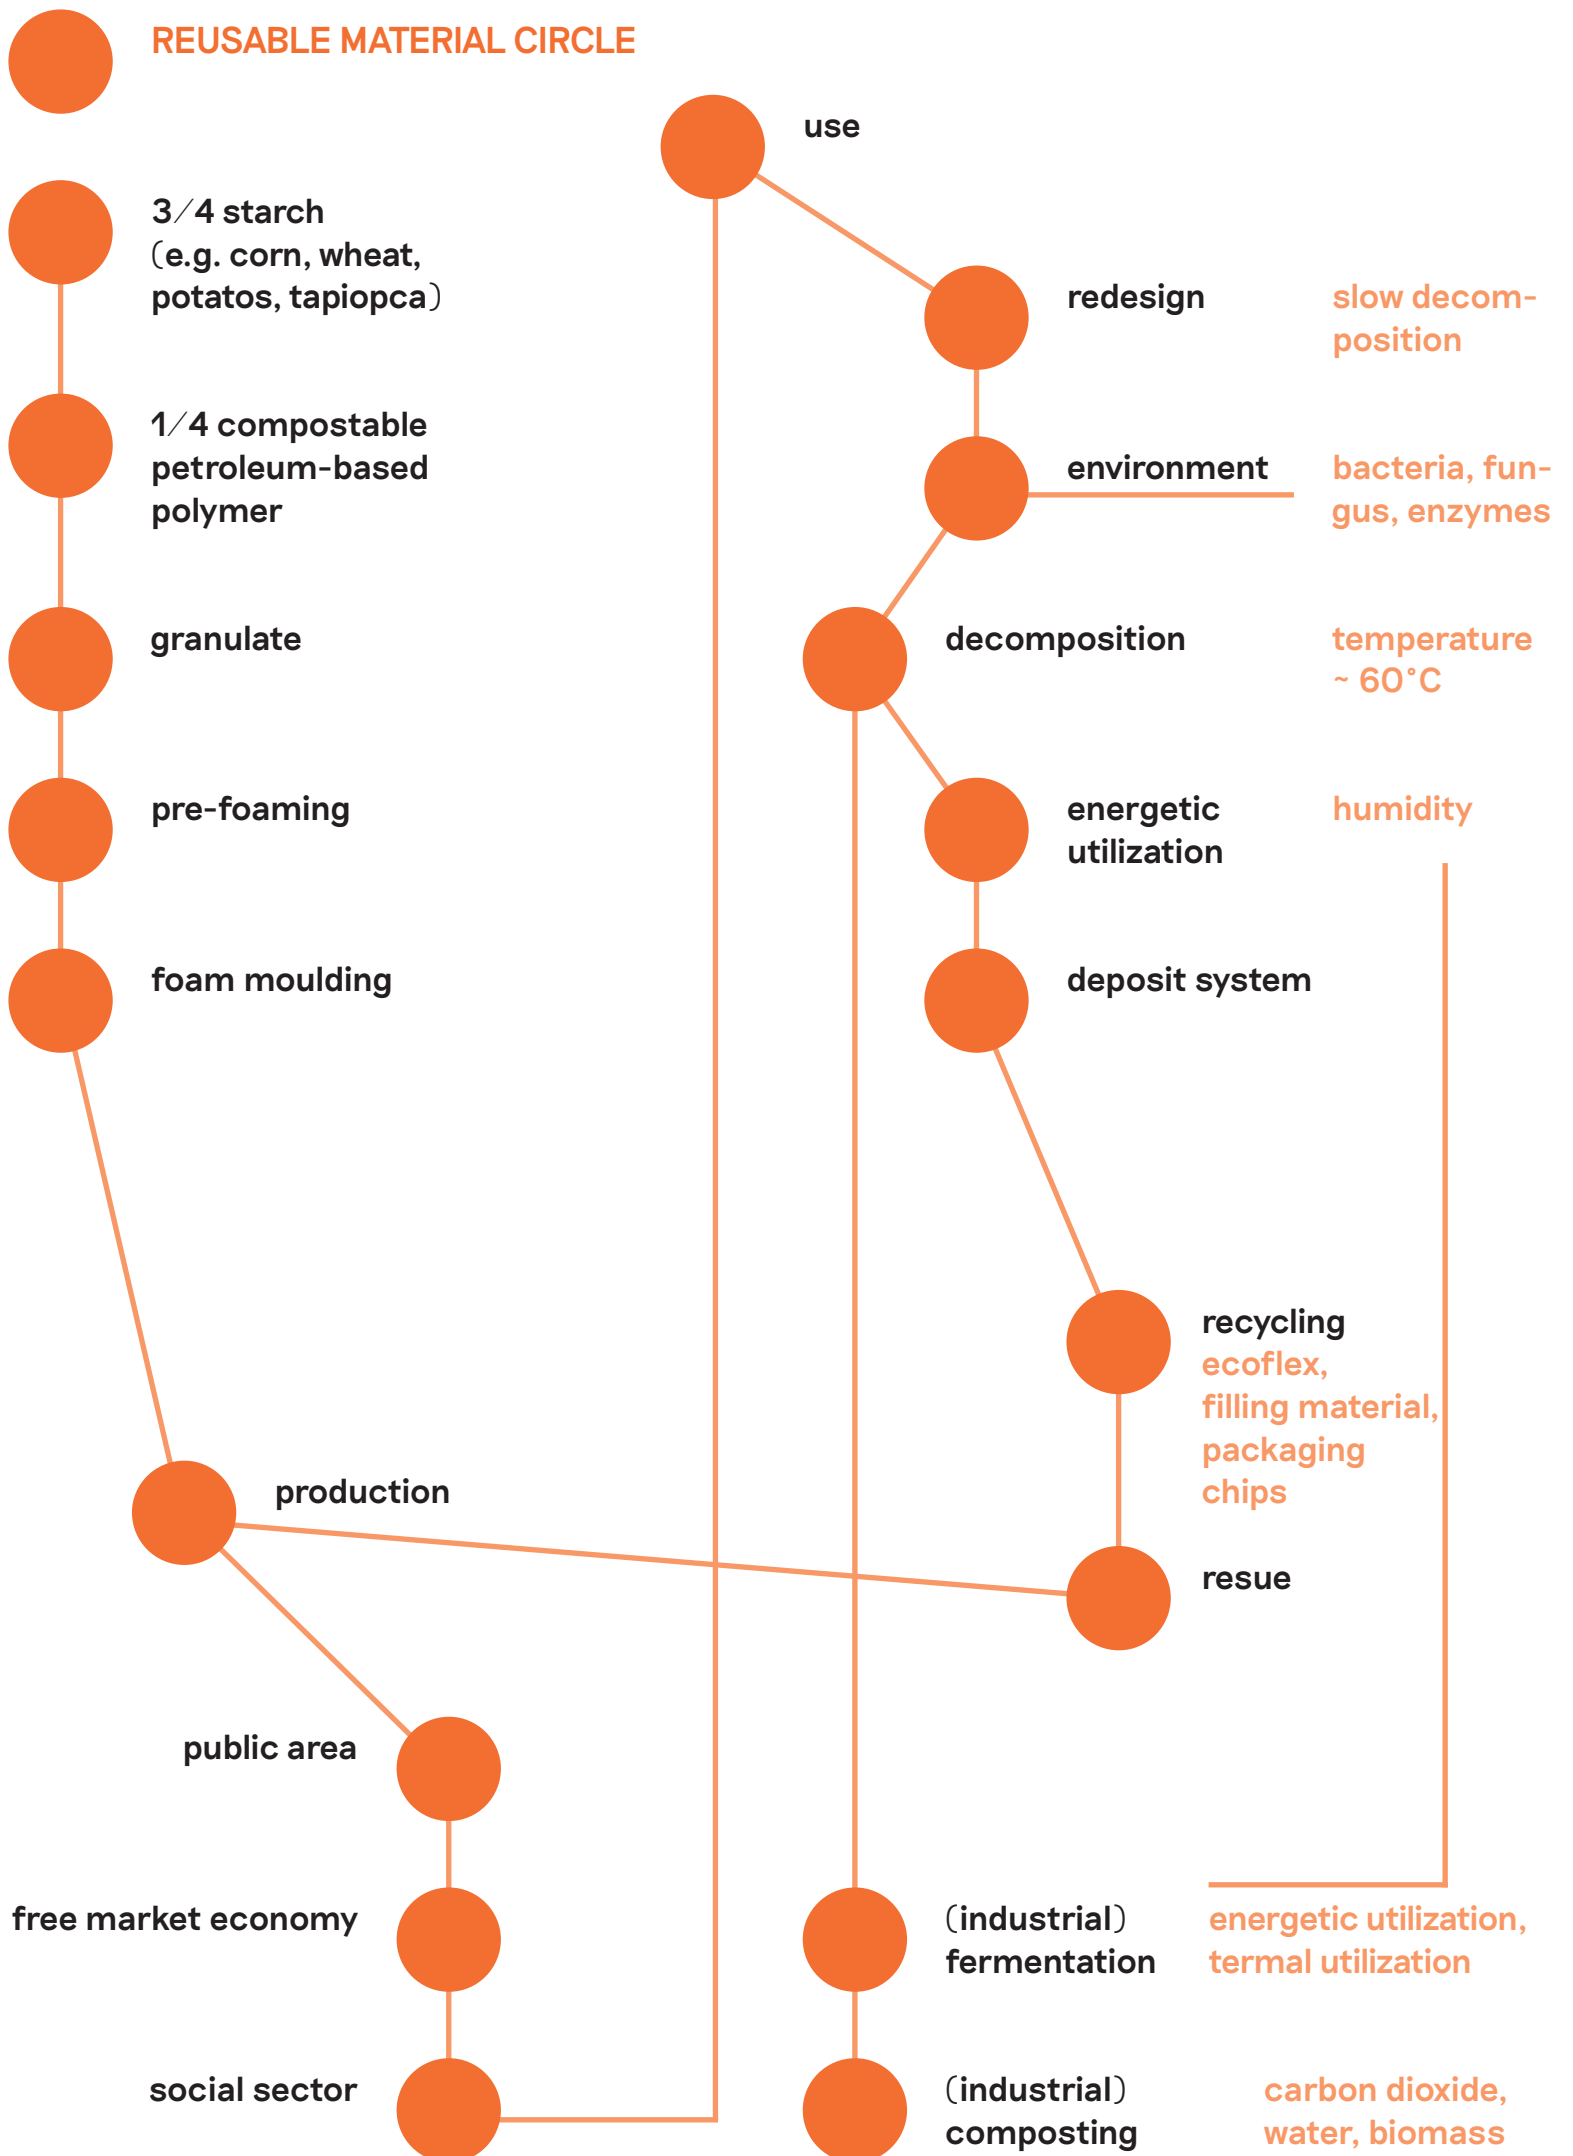 REUSABLE MATERIAL CIRCLE
3/4 starch
(e.g. corn, wheat,
potatos, tapiopca)
1/4 compostable
petroleum-based
polymer
granulate
pre-foaming
foam moulding
production
public area
free market economy
social sector
use
redesign
slow decom-
position
environment
bacteria, fun-
gus, enzymes
decomposition
temperature
~ 60°C
energetic
utilization
humidity
deposit system
recycling
ecoflex,
filling material,
packaging
chips
resue
(industrial)
fermentation
energetic utilization,
termal utilization
(industrial)
composting
carbon dioxide,
water, biomass